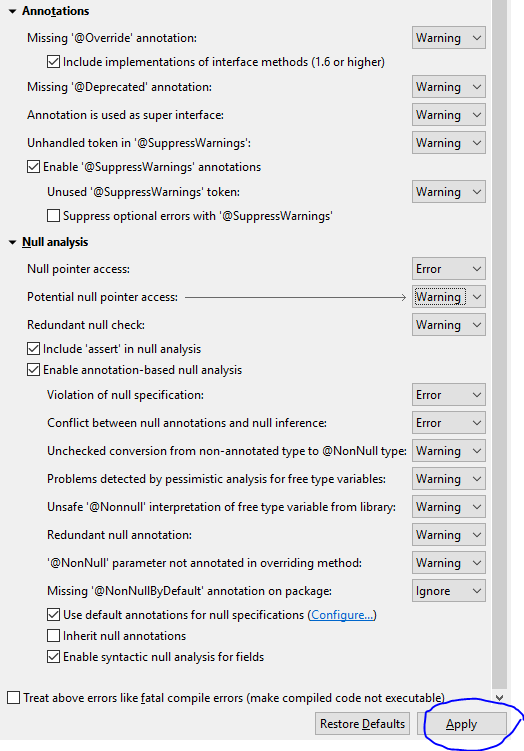 Annotations
Missing '@Override' annotation: Warning
Include implementations of interface methods (1.6 or higher)
Missing '@Deprecated' annotation: Warning
Annotation is used as super interface: Warning
Unhandled token in '@SuppressWarnings': Warning
Enable '@SuppressWarnings' annotations
Unused '@SuppressWarnings' token: Warning
Suppress optional errors with '@SuppressWarnings'
Null analysis
Null pointer access: Error
Potential null pointer access: Warning
Redundant null check: Warning
Include 'assert' in null analysis
Enable annotation-based null analysis
Violation of null specification: Error
Conflict between null annotations and null inference: Error
Unchecked conversion from non-annotated type to @NonNull type: Warning
Problems detected by pessimistic analysis for free type variables: Warning
Unsafe '@Nonnull' interpretation of free type variable from library: Warning
Redundant null annotation: Warning
'@NonNull' parameter not annotated in overriding method: Warning
Missing '@NonNullByDefault' annotation on package: Ignore
Use default annotations for null specifications (Configure...)
Inherit null annotations
Enable syntactic null analysis for fields
Treat above errors like fatal compile errors (make compiled code not executable)
Restore Defaults Apply